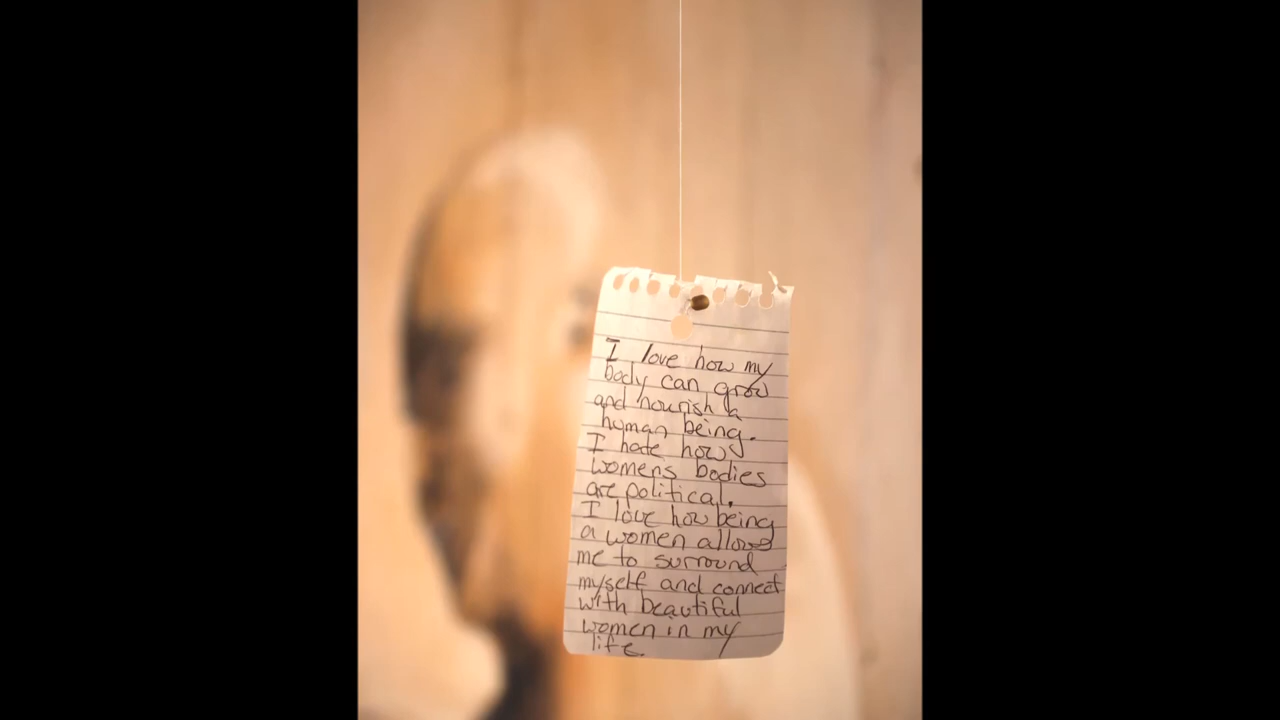 I love how my
body can grow
and nourish a
human being.
I hate how
womens bodies
are political.
I love how being
a women allows
me to surround
myself and connect
with beautiful
women in my
life.